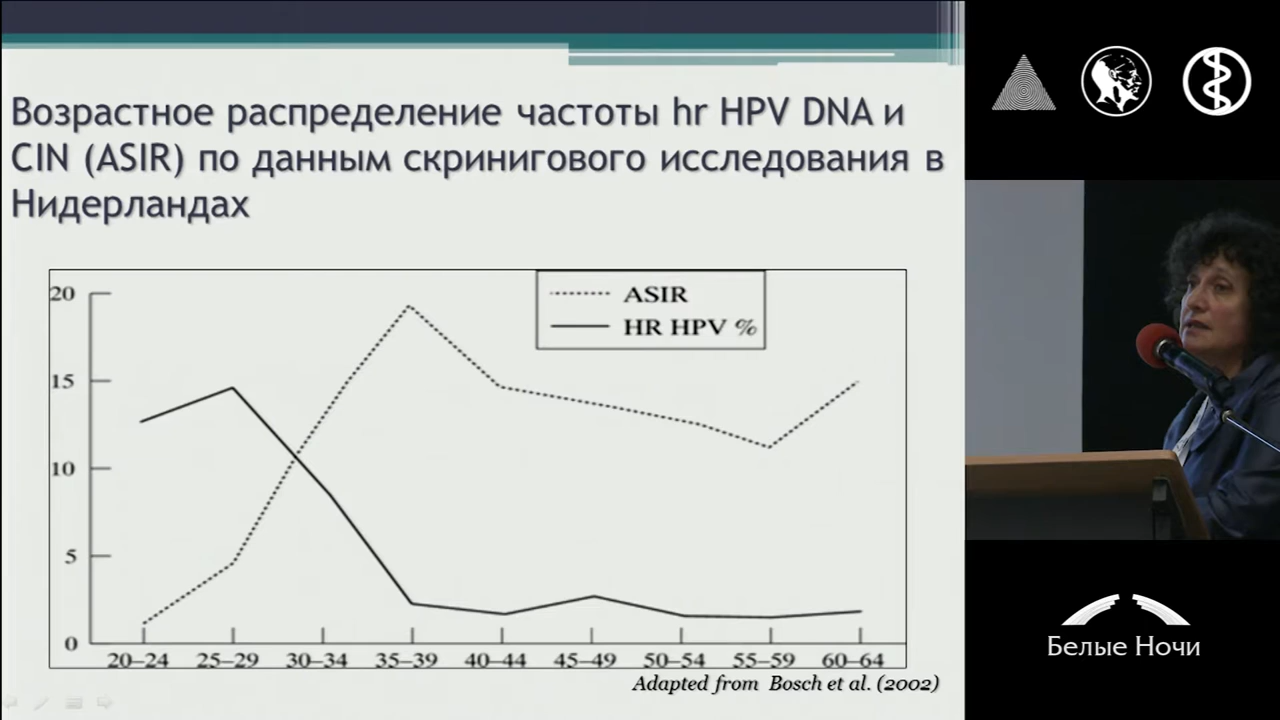 Возрастное распределение частоты hr HPV DNA и
CIN (ASIR) по данным скринигового исследования в
Нидерландах
20
15
10
5
0
ASIR
HR HPV %
20–24 25–29 30–34 35–39 40–44 45–49 50–54 55–59 60–64
Adapted from Bosch et al. (2002)
Белые Ночи